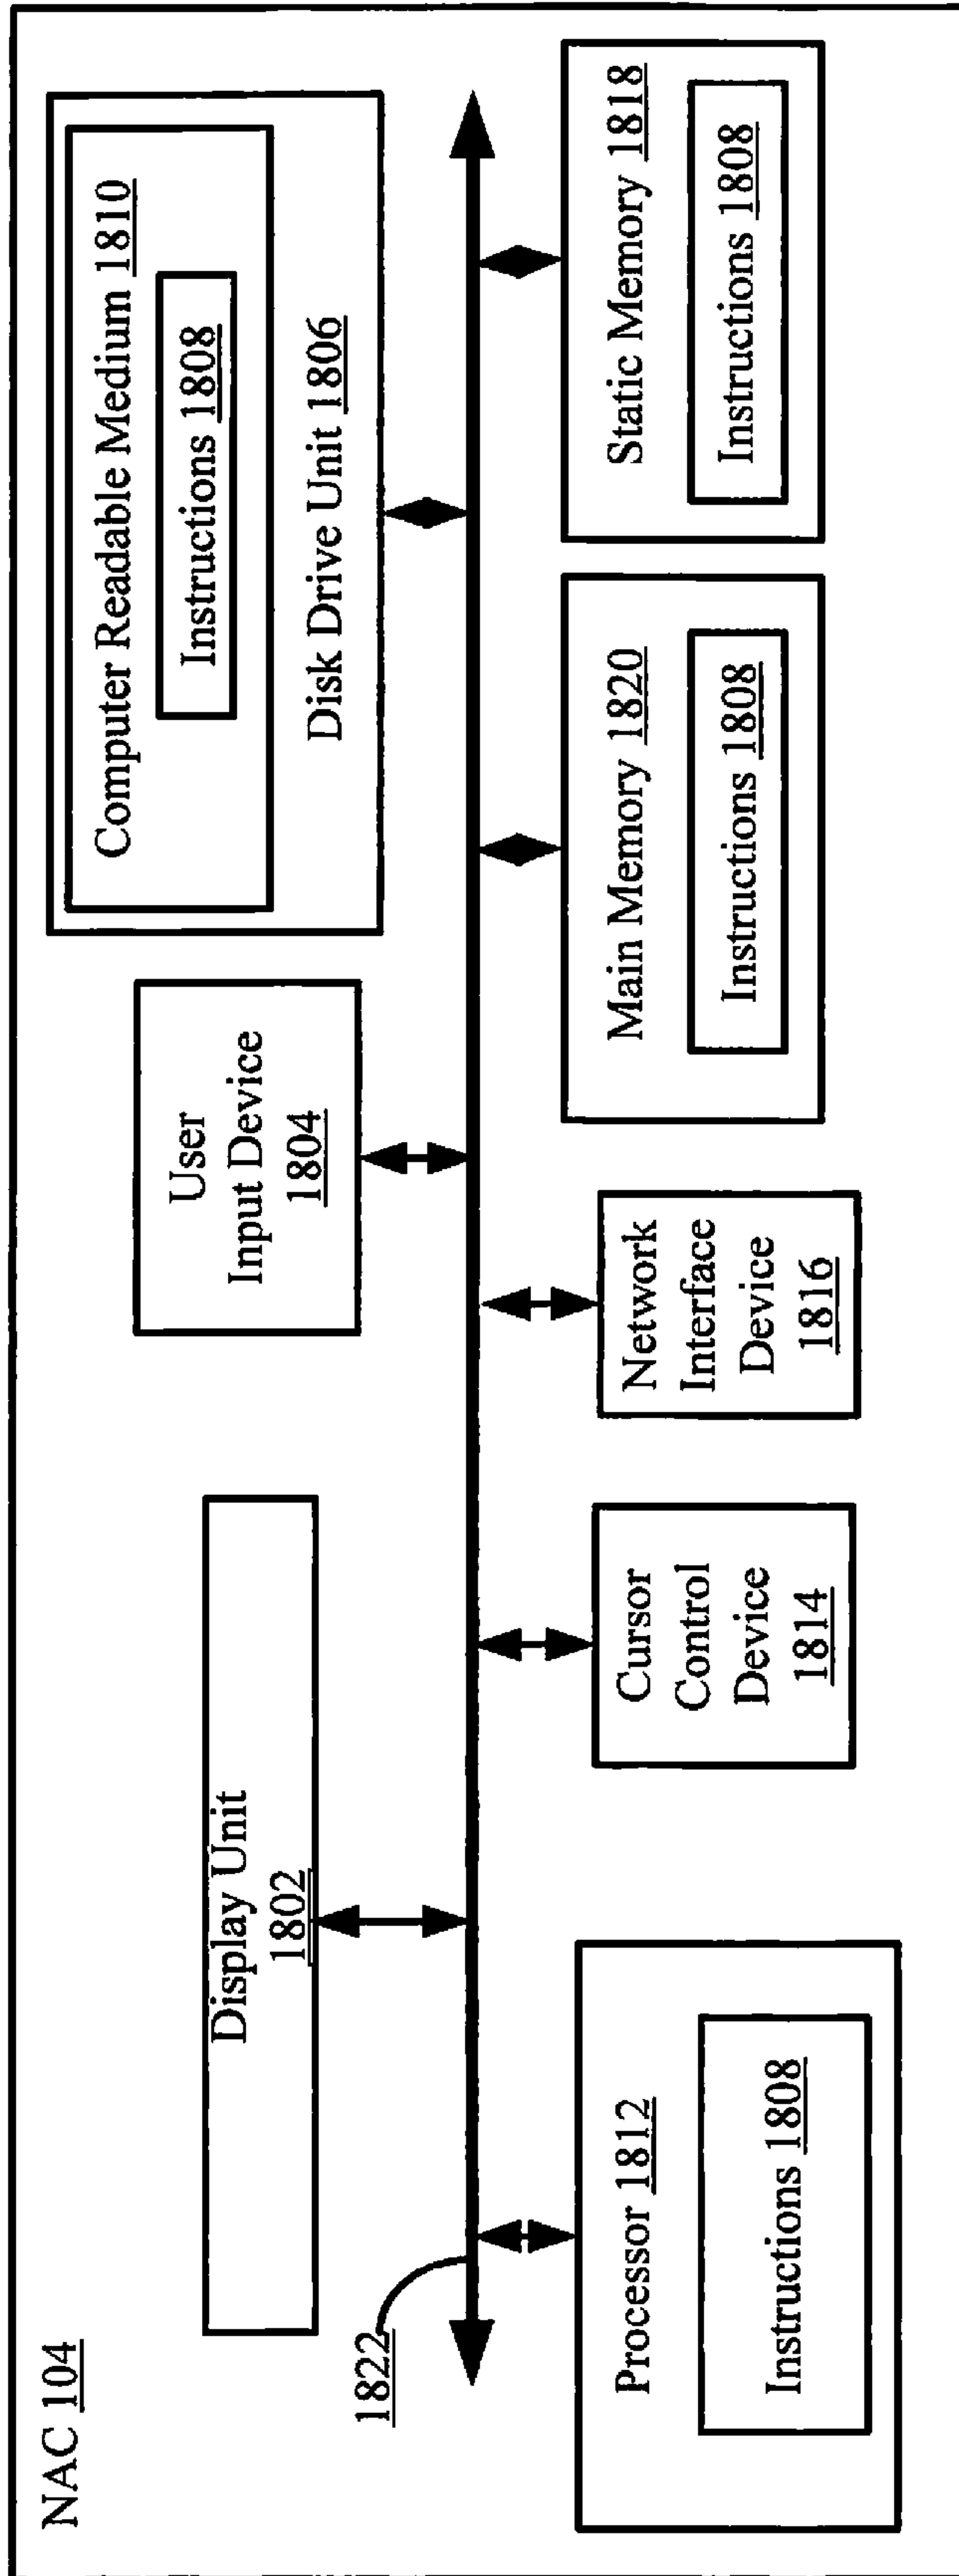 NAC 104
Display Unit
1802
User
Input Device
1804
Computer Readable Medium 1810
Instructions 1808
Disk Drive Unit 1806
1822
Processor 1812
Instructions 1808
Cursor
Control
Device
1814
Network
Interface
Device
1816
Main Memory 1820
Instructions 1808
Static Memory 1818
Instructions 1808